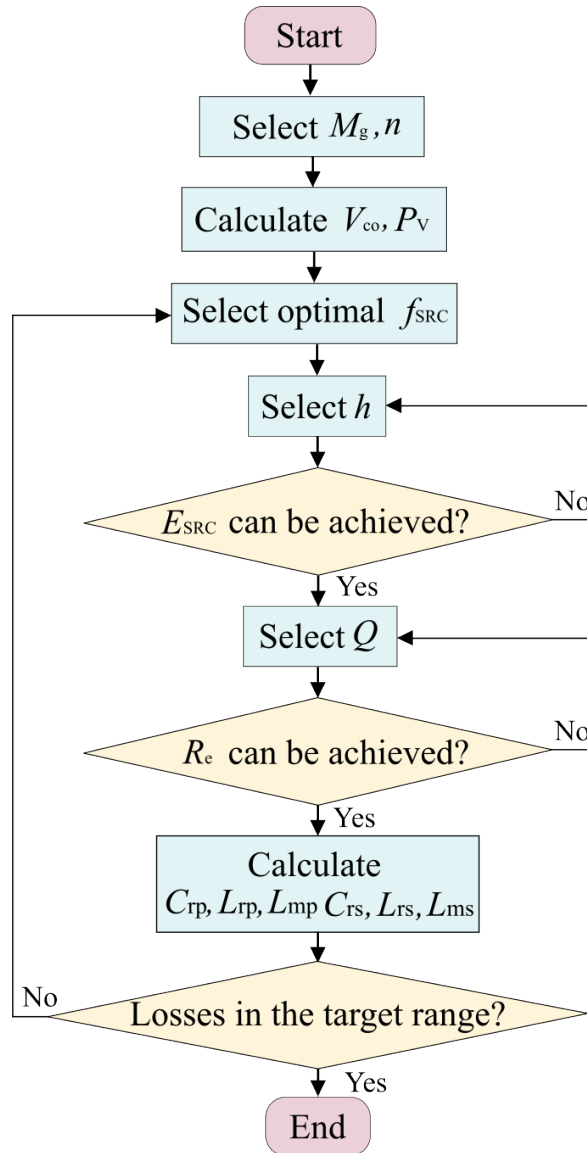 Start
Select Mg, n
Calculate Vco, PV
Select optimal fSRC
Select h
ESRC can be achieved?
No
Yes
Select Q
Re can be achieved?
No
Yes
Calculate
Crp, Lrp, Lmp Crs, Lrs, Lms
Losses in the target range?
No
Yes
End